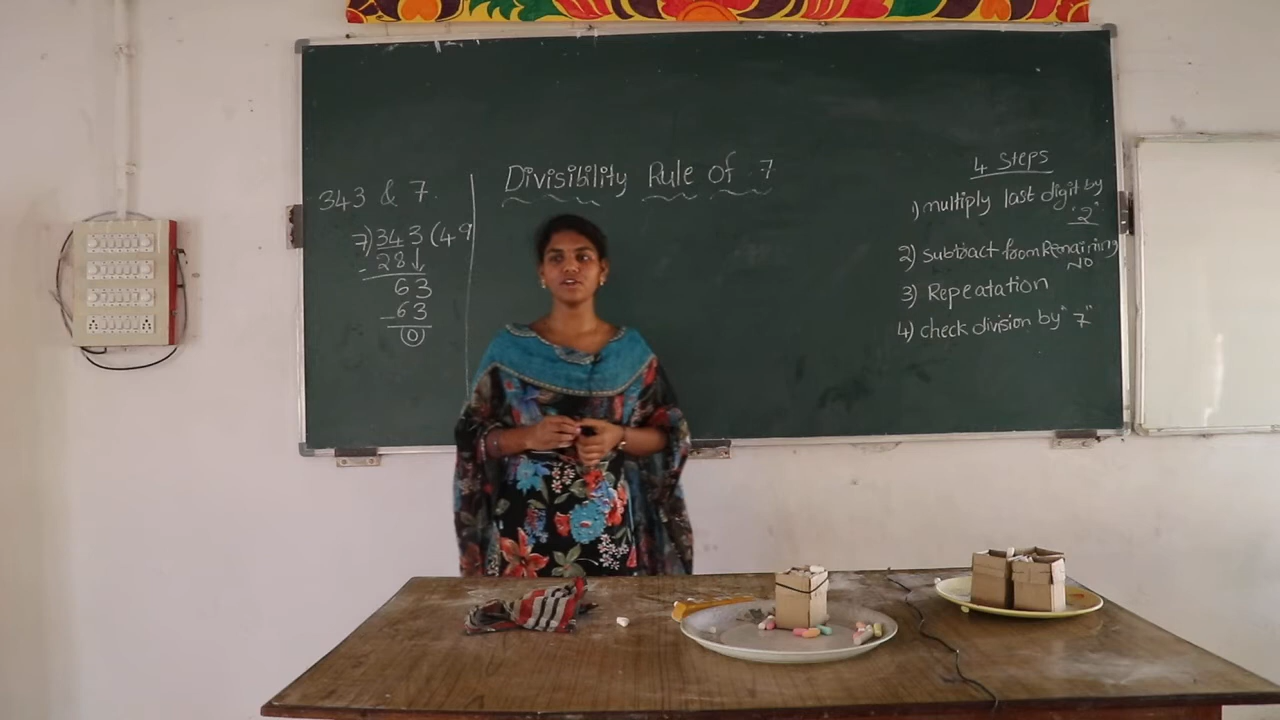 343 & 7.
7) 343 (49
- 28↓
63
- 63
0
Divisibility Rule of 7
4 Steps
1) multiply last digit by
"2"
2) subtract from Remaining
NO
3) Repeatation
4) check division by "7"